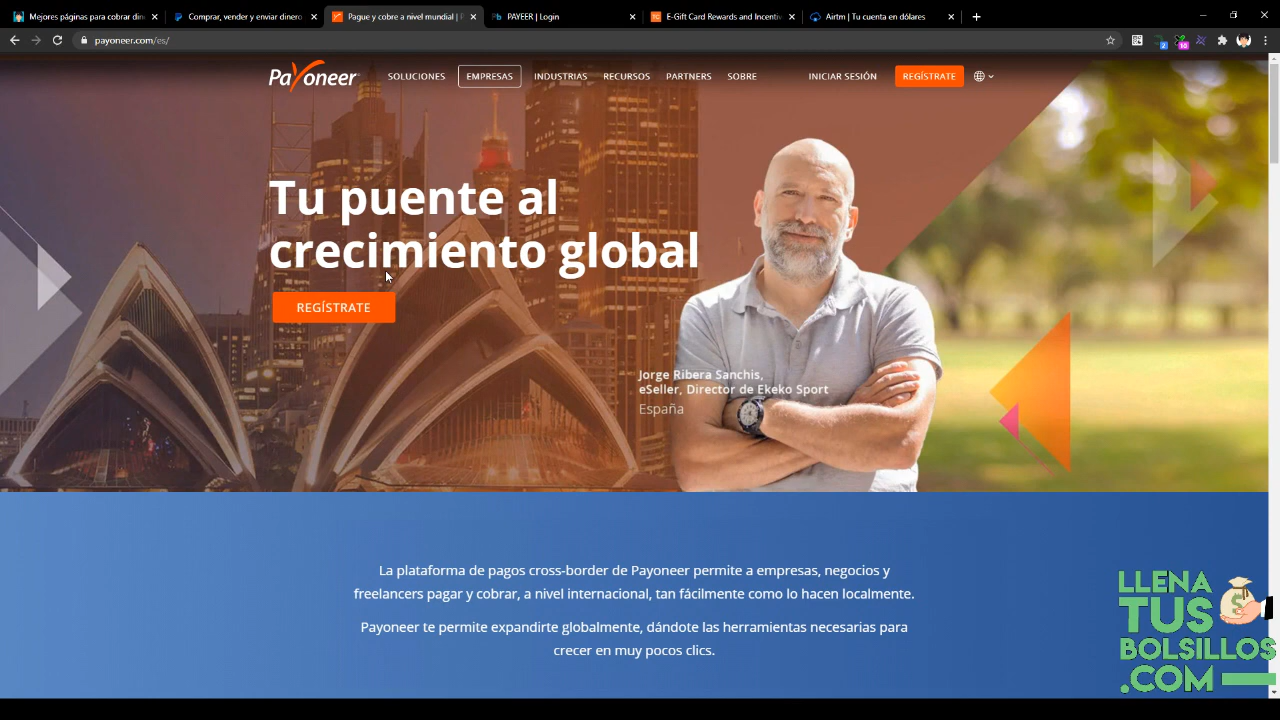 Mejores páginas para cobrar dine
Comprar, vender y enviar dinero
Pague y cobre a nivel mundial | P
PAYEER | Login
E-Gift Card Rewards and Incentiv
Airtm | Tu cuenta en dólares
payoneer.com/es/
2
18
Payoneer
SOLUCIONES
EMPRESAS
INDUSTRIAS
RECURSOS
PARTNERS
SOBRE
INICIAR SESIÓN
REGÍSTRATE
Tu puente al
crecimiento global
REGÍSTRATE
Jorge Ribera Sanchis,
eSeller, Director de Ekeko Sport
España
La plataforma de pagos cross-border de Payoneer permite a empresas, negocios y
freelancers pagar y cobrar, a nivel internacional, tan fácilmente como lo hacen localmente.
Payoneer te permite expandirte globalmente, dándote las herramientas necesarias para
crecer en muy pocos clics.
LLENA
TUS
BOLSILLOS
.COM